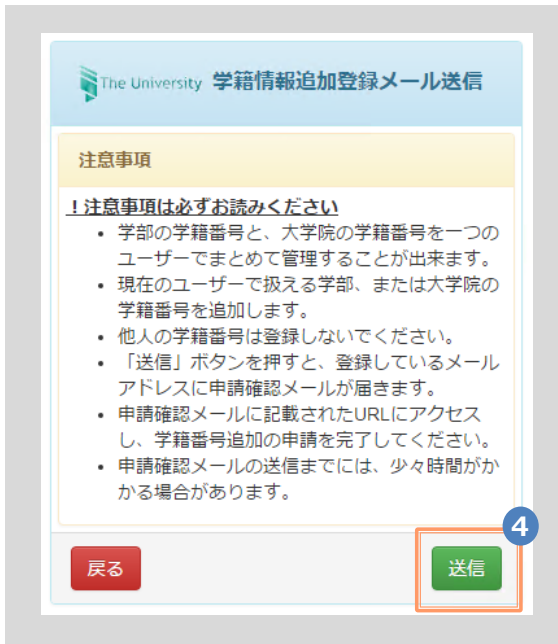 The University 学籍情報追加登録メール送信
注意事項
！注意事項は必ずお読みください
• 学部の学籍番号と、大学院の学籍番号を一つの
ユーザーでまとめて管理することが出来ます。
• 現在のユーザーで扱える学部、または大学院の
学籍番号を追加します。
• 他人の学籍番号は登録しないでください。
• 「送信」ボタンを押すと、登録しているメール
アドレスに申請確認メールが届きます。
• 申請確認メールに記載されたURLにアクセス
し、学籍番号追加の申請を完了してください。
• 申請確認メールの送信までには、少々時間がか
かる場合があります。
4
戻る
送信